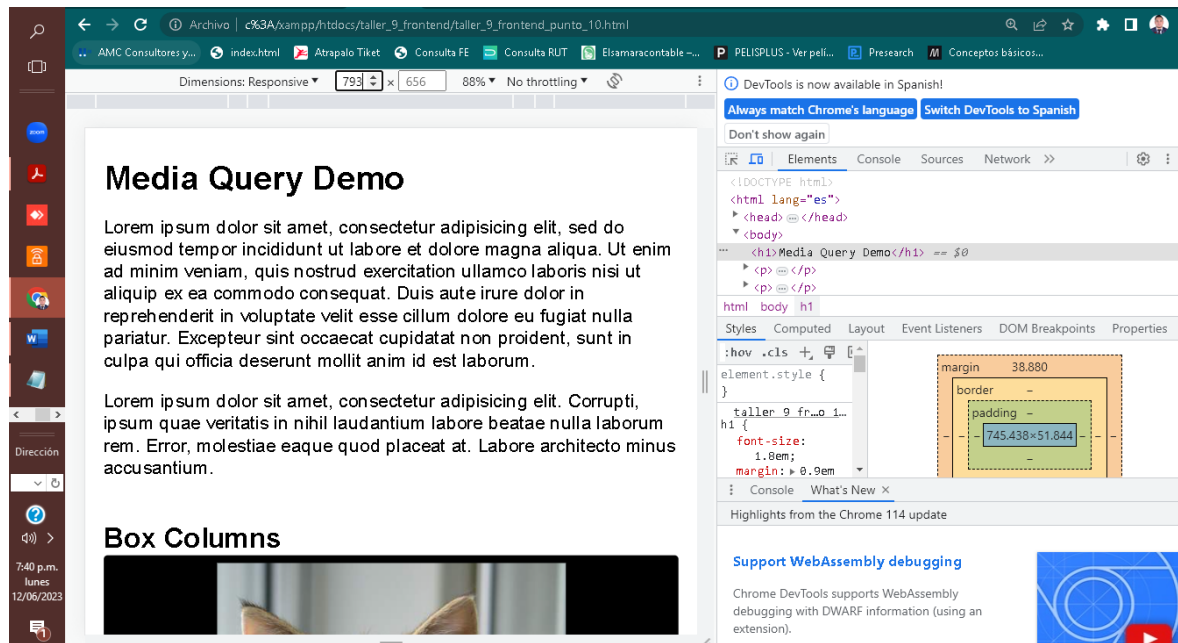 Archivo | c%3A/xampp/htdocs/taller_9_frontend/taller_9_frontend_punto_10.html
AMC Consultores y... index.html Atrapalo Tiket Consulta FE Consulta RUT Elsamaracontable –... PELISPLUS - Ver pelí... Presearch Conceptos básicos...
Dimensions: Responsive ▼ 793 × 656 88% ▼ No throttling ▼
Media Query Demo
Lorem ipsum dolor sit amet, consectetur adipisicing elit, sed do
eiusmod tempor incididunt ut labore et dolore magna aliqua. Ut enim
ad minim veniam, quis nostrud exercitation ullamco laboris nisi ut
aliquip ex ea commodo consequat. Duis aute irure dolor in
reprehenderit in voluptate velit esse cillum dolore eu fugiat nulla
pariatur. Excepteur sint occaecat cupidatat non proident, sunt in
culpa qui officia deserunt mollit anim id est laborum.
Lorem ipsum dolor sit amet, consectetur adipisicing elit. Corrupti,
ipsum quae veritatis in nihil laudantium labore beatae nulla laborum
rem. Error, molestiae eaque quod placeat at. Labore architecto minus
accusantium.
Box Columns
DevTools is now available in Spanish!
Always match Chrome's language Switch DevTools to Spanish
Don't show again
Elements Console Sources Network »
<!DOCTYPE html>
<html lang="es">
<head> … </head>
<body>
<h1>Media Query Demo</h1> == $0
<p> … </p>
<p> … </p>
html body h1
Styles Computed Layout Event Listeners DOM Breakpoints Properties
:hov .cls +
element.style {
}
taller 9 fr…o 1…
h1 {
font-size:
1.8em;
margin: ▶ 0.9em
margin 38.880
border –
padding –
– – – 745.438×51.844 – – –
–
Console What's New ×
Highlights from the Chrome 114 update
Support WebAssembly debugging
Chrome DevTools supports WebAssembly
debugging with DWARF information (using an
extension).
zoom
Dirección
7:40 p.m.
lunes
12/06/2023